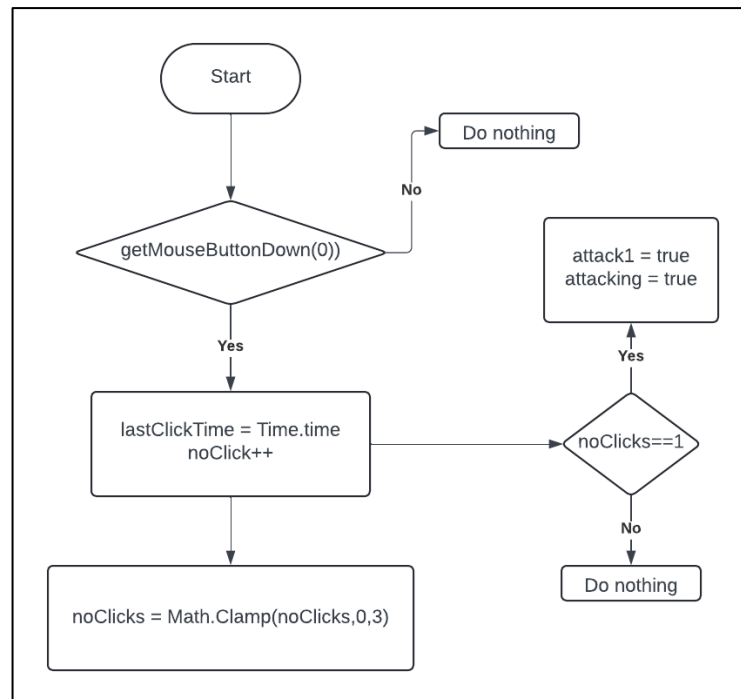 Start
Do nothing
No
getMouseButtonDown(0))
attack1 = true
attacking = true
Yes
Yes
lastClickTime = Time.time
noClick++
noClicks==1
No
Do nothing
noClicks = Math.Clamp(noClicks,0,3)